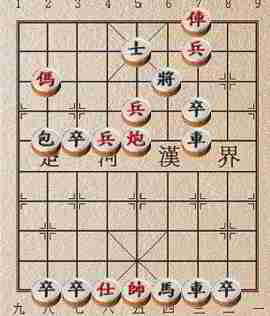 1 2 3 4 5 6 7 8 9
俥
士 兵
傌 將
兵 卒
包 卒 兵 炮 車
楚 河 漢 界
卒 卒 仕 帥 馬 車 卒
九 八 七 六 五 四 三 二 一